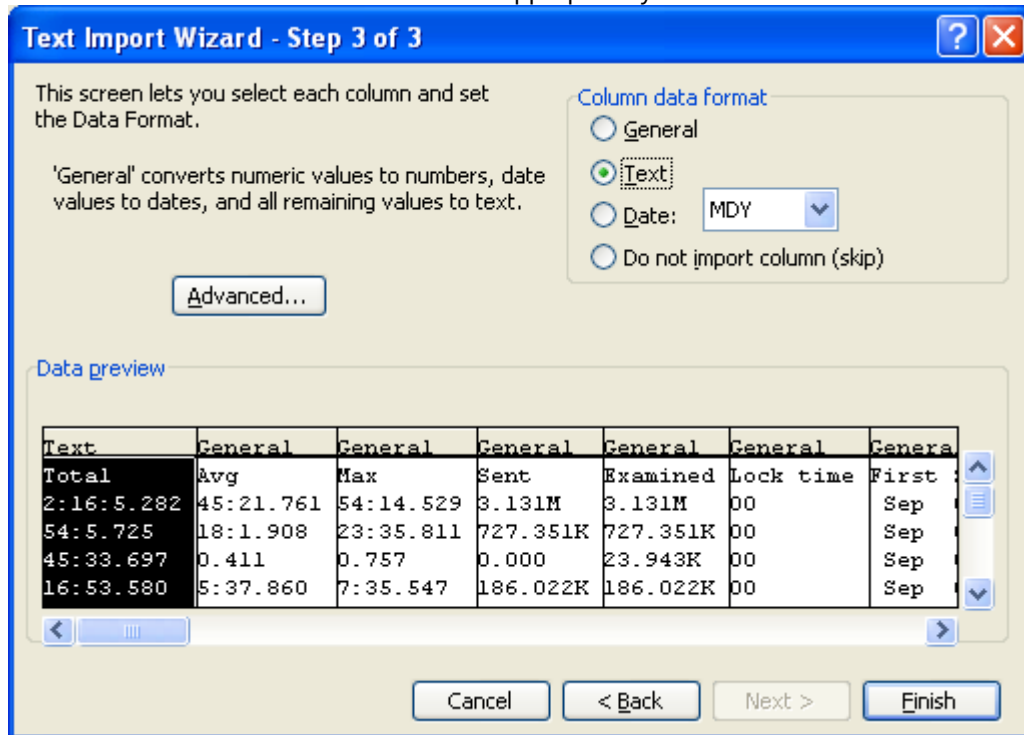 Text Import Wizard - Step 3 of 3
This screen lets you select each column and set
the Data Format.
'General' converts numeric values to numbers, date
values to dates, and all remaining values to text.
Advanced...
Column data format
General
Text
Date: MDY
Do not import column (skip)
Data preview
Text General General General General General Genera
Total Avg Max Sent Examined Lock time First
2:16:5.282 45:21.761 54:14.529 3.131M 3.131M 00 Sep
54:5.725 18:1.908 23:35.811 727.351K 727.351K 00 Sep
45:33.697 0.411 0.757 0.000 23.943K 00 Sep
16:53.580 5:37.860 7:35.547 186.022K 186.022K 00 Sep
Cancel < Back Next > Finish